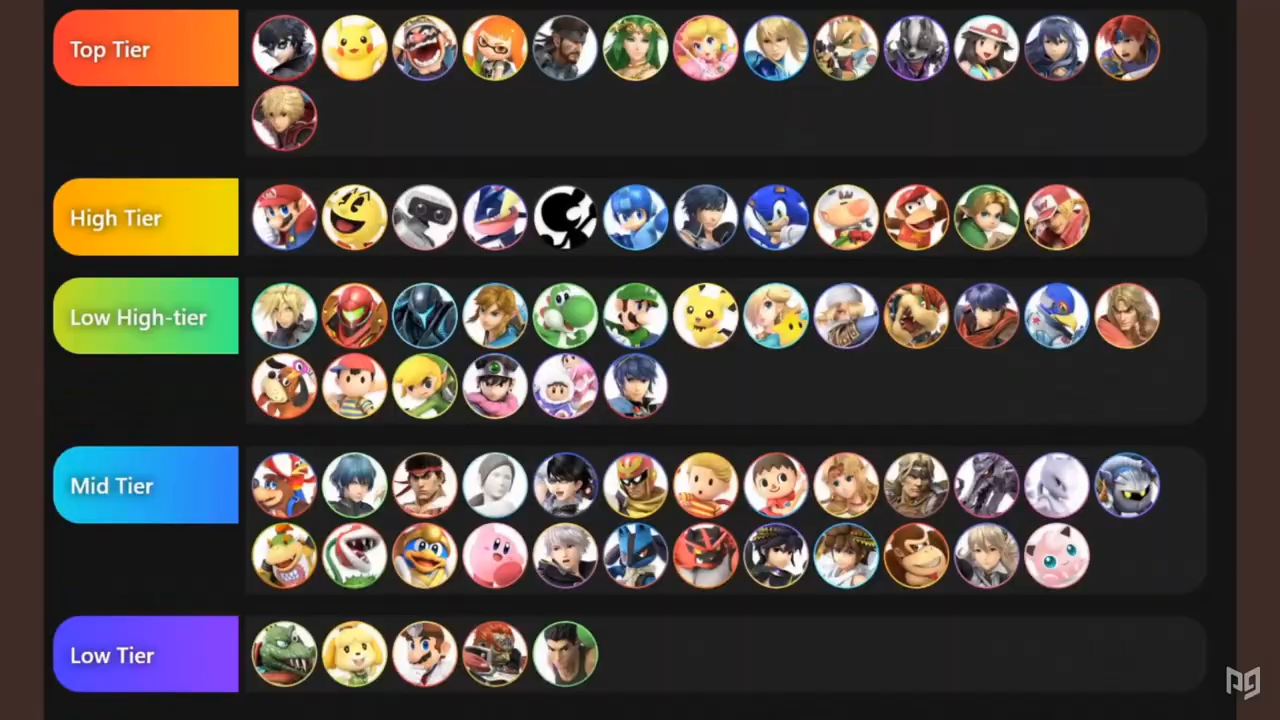 Top Tier
High Tier
Low High-tier
Mid Tier
Low Tier